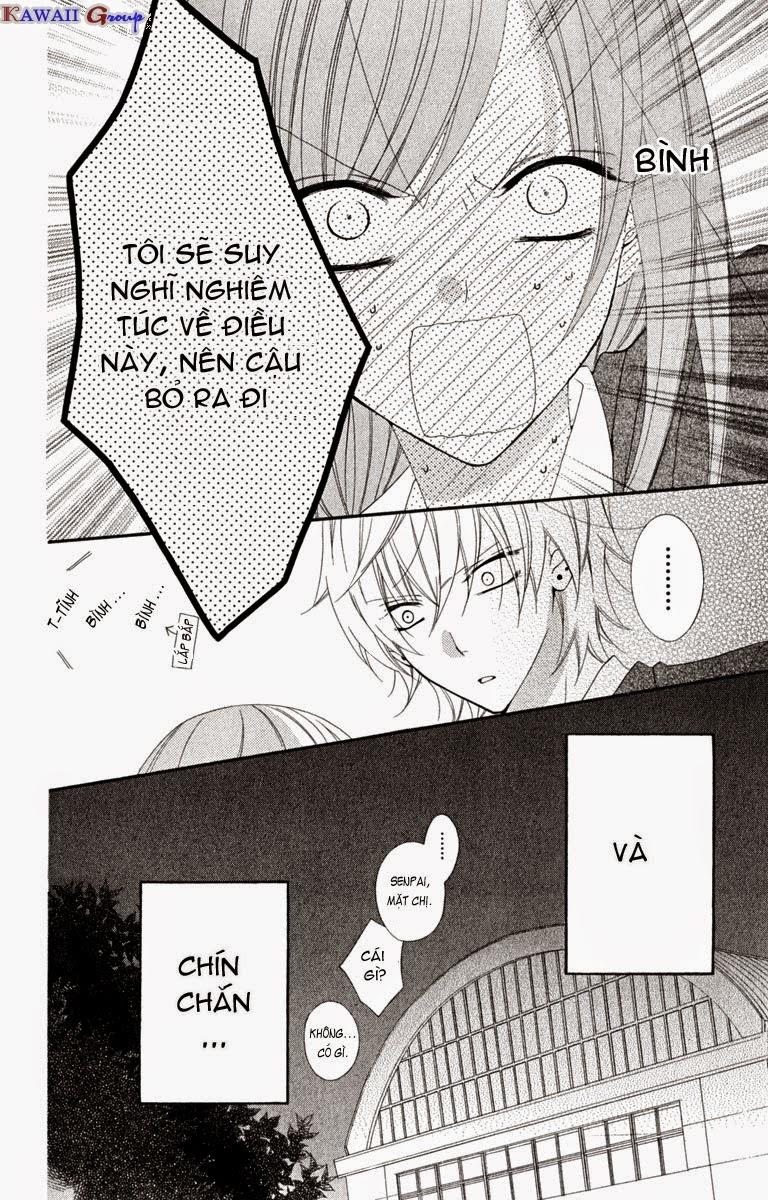 KAWAII Group
BÌNH
TÔI SẼ SUY
NGHĨ NGHIÊM
TÚC VỀ ĐIỀU
NÀY, NÊN CÂU
BỎ RA ĐI
........
T-TĨNH
BÌNH...
BÌNH...
LẮP BẮP
VÀ
......
SENPAI,
MẶT CHỊ.
CÁI
GÌ?
KHÔNG...
CÓ GÌ.
CHÍN
CHẮN
...